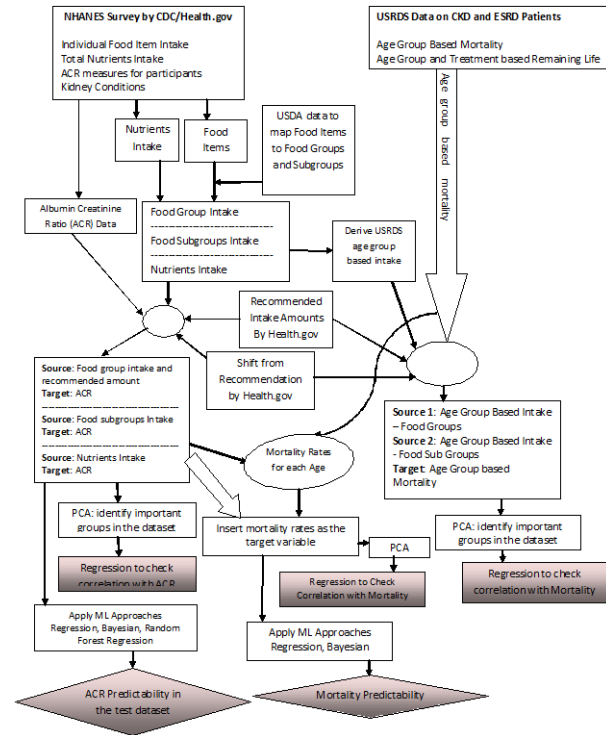 NHANES Survey by CDC/Health.gov
Individual Food Item Intake
Total Nutrients Intake
ACR measures for participants
Kidney Conditions
USRDS Data on CKD and ESRD Patients
Age Group Based Mortality
Age Group and Treatment based Remaining Life
Age group based mortality
Nutrients
Intake
Food
Items
USDA data to
map Food Items
to Food Groups
and Subgroups
Albumin Creatinine
Ratio (ACR) Data
Food Group Intake
Food Subgroups Intake
Nutrients Intake
Derive USRDS
age group
based intake
Recommended
Intake Amounts
By Health.gov
Shift from
Recommendation
by Health.gov
Source: Food group intake and
recommended amount
Target: ACR
Source: Food subgroups Intake
Target: ACR
Source: Nutrients Intake
Target: ACR
Mortality Rates
for each Age
Source 1: Age Group Based Intake
– Food Groups
Source 2: Age Group Based Intake
- Food Sub Groups
Target: Age Group based
Mortality
PCA: identify important
groups in the dataset
Regression to check
correlation with ACR
Insert mortality rates as the
target variable
PCA
Regression to Check
Correlation with Mortality
PCA: identify important
groups in the dataset
Regression to check
correlation with Mortality
Apply ML Approaches
Regression, Bayesian, Random
Forest Regression
Apply ML Approaches
Regression, Bayesian
ACR Predictability in
the test dataset
Mortality Predictability